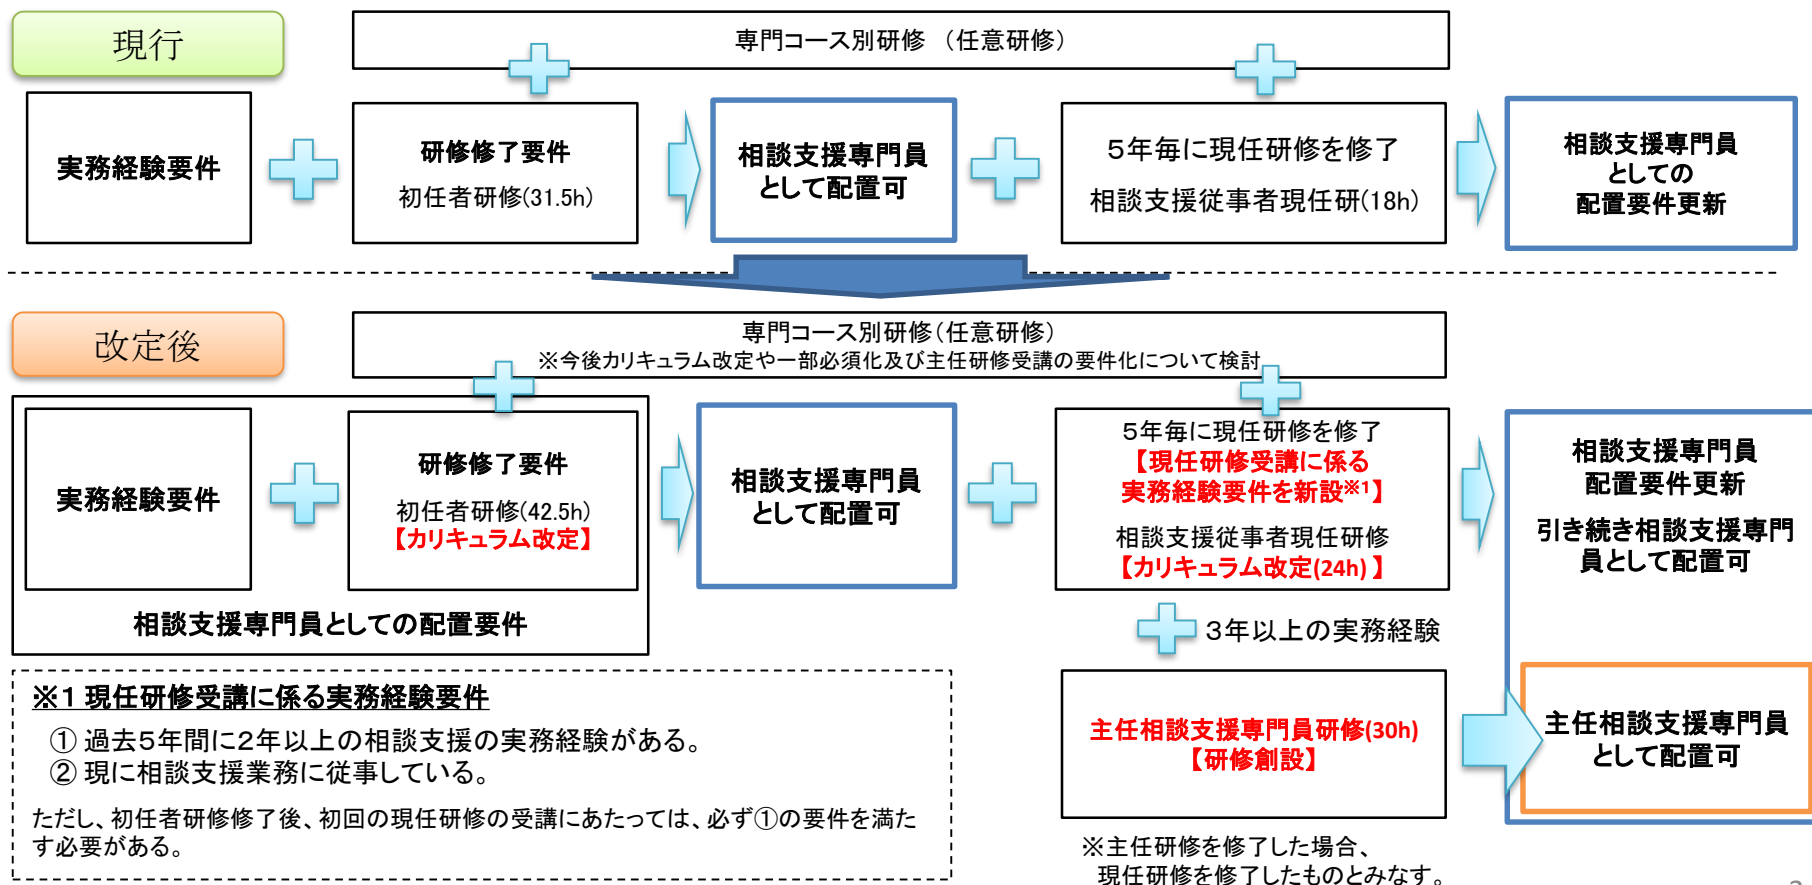 現行
専門コース別研修 （任意研修）
実務経験要件
研修修了要件
初任者研修(31.5h)
相談支援専門員
として配置可
５年毎に現任研修を修了
相談支援従事者現任研(18h)
相談支援専門員
としての
配置要件更新
改定後
専門コース別研修（任意研修）
※今後カリキュラム改定や一部必須化及び主任研修受講の要件化について検討
実務経験要件
研修修了要件
初任者研修(42.5h)
【カリキュラム改定】
相談支援専門員としての配置要件
相談支援専門員
として配置可
５年毎に現任研修を修了
【現任研修受講に係る
実務経験要件を新設※1】
相談支援従事者現任研修
【カリキュラム改定(24h) 】
相談支援専門員
配置要件更新
引き続き相談支援専門
員として配置可
３年以上の実務経験
主任相談支援専門員研修(30h)
【研修創設】
主任相談支援専門員
として配置可
※主任研修を修了した場合、
現任研修を修了したものとみなす。
※１ 現任研修受講に係る実務経験要件
① 過去５年間に２年以上の相談支援の実務経験がある。
② 現に相談支援業務に従事している。
ただし、初任者研修修了後、初回の現任研修の受講にあたっては、必ず①の要件を満た
す必要がある。